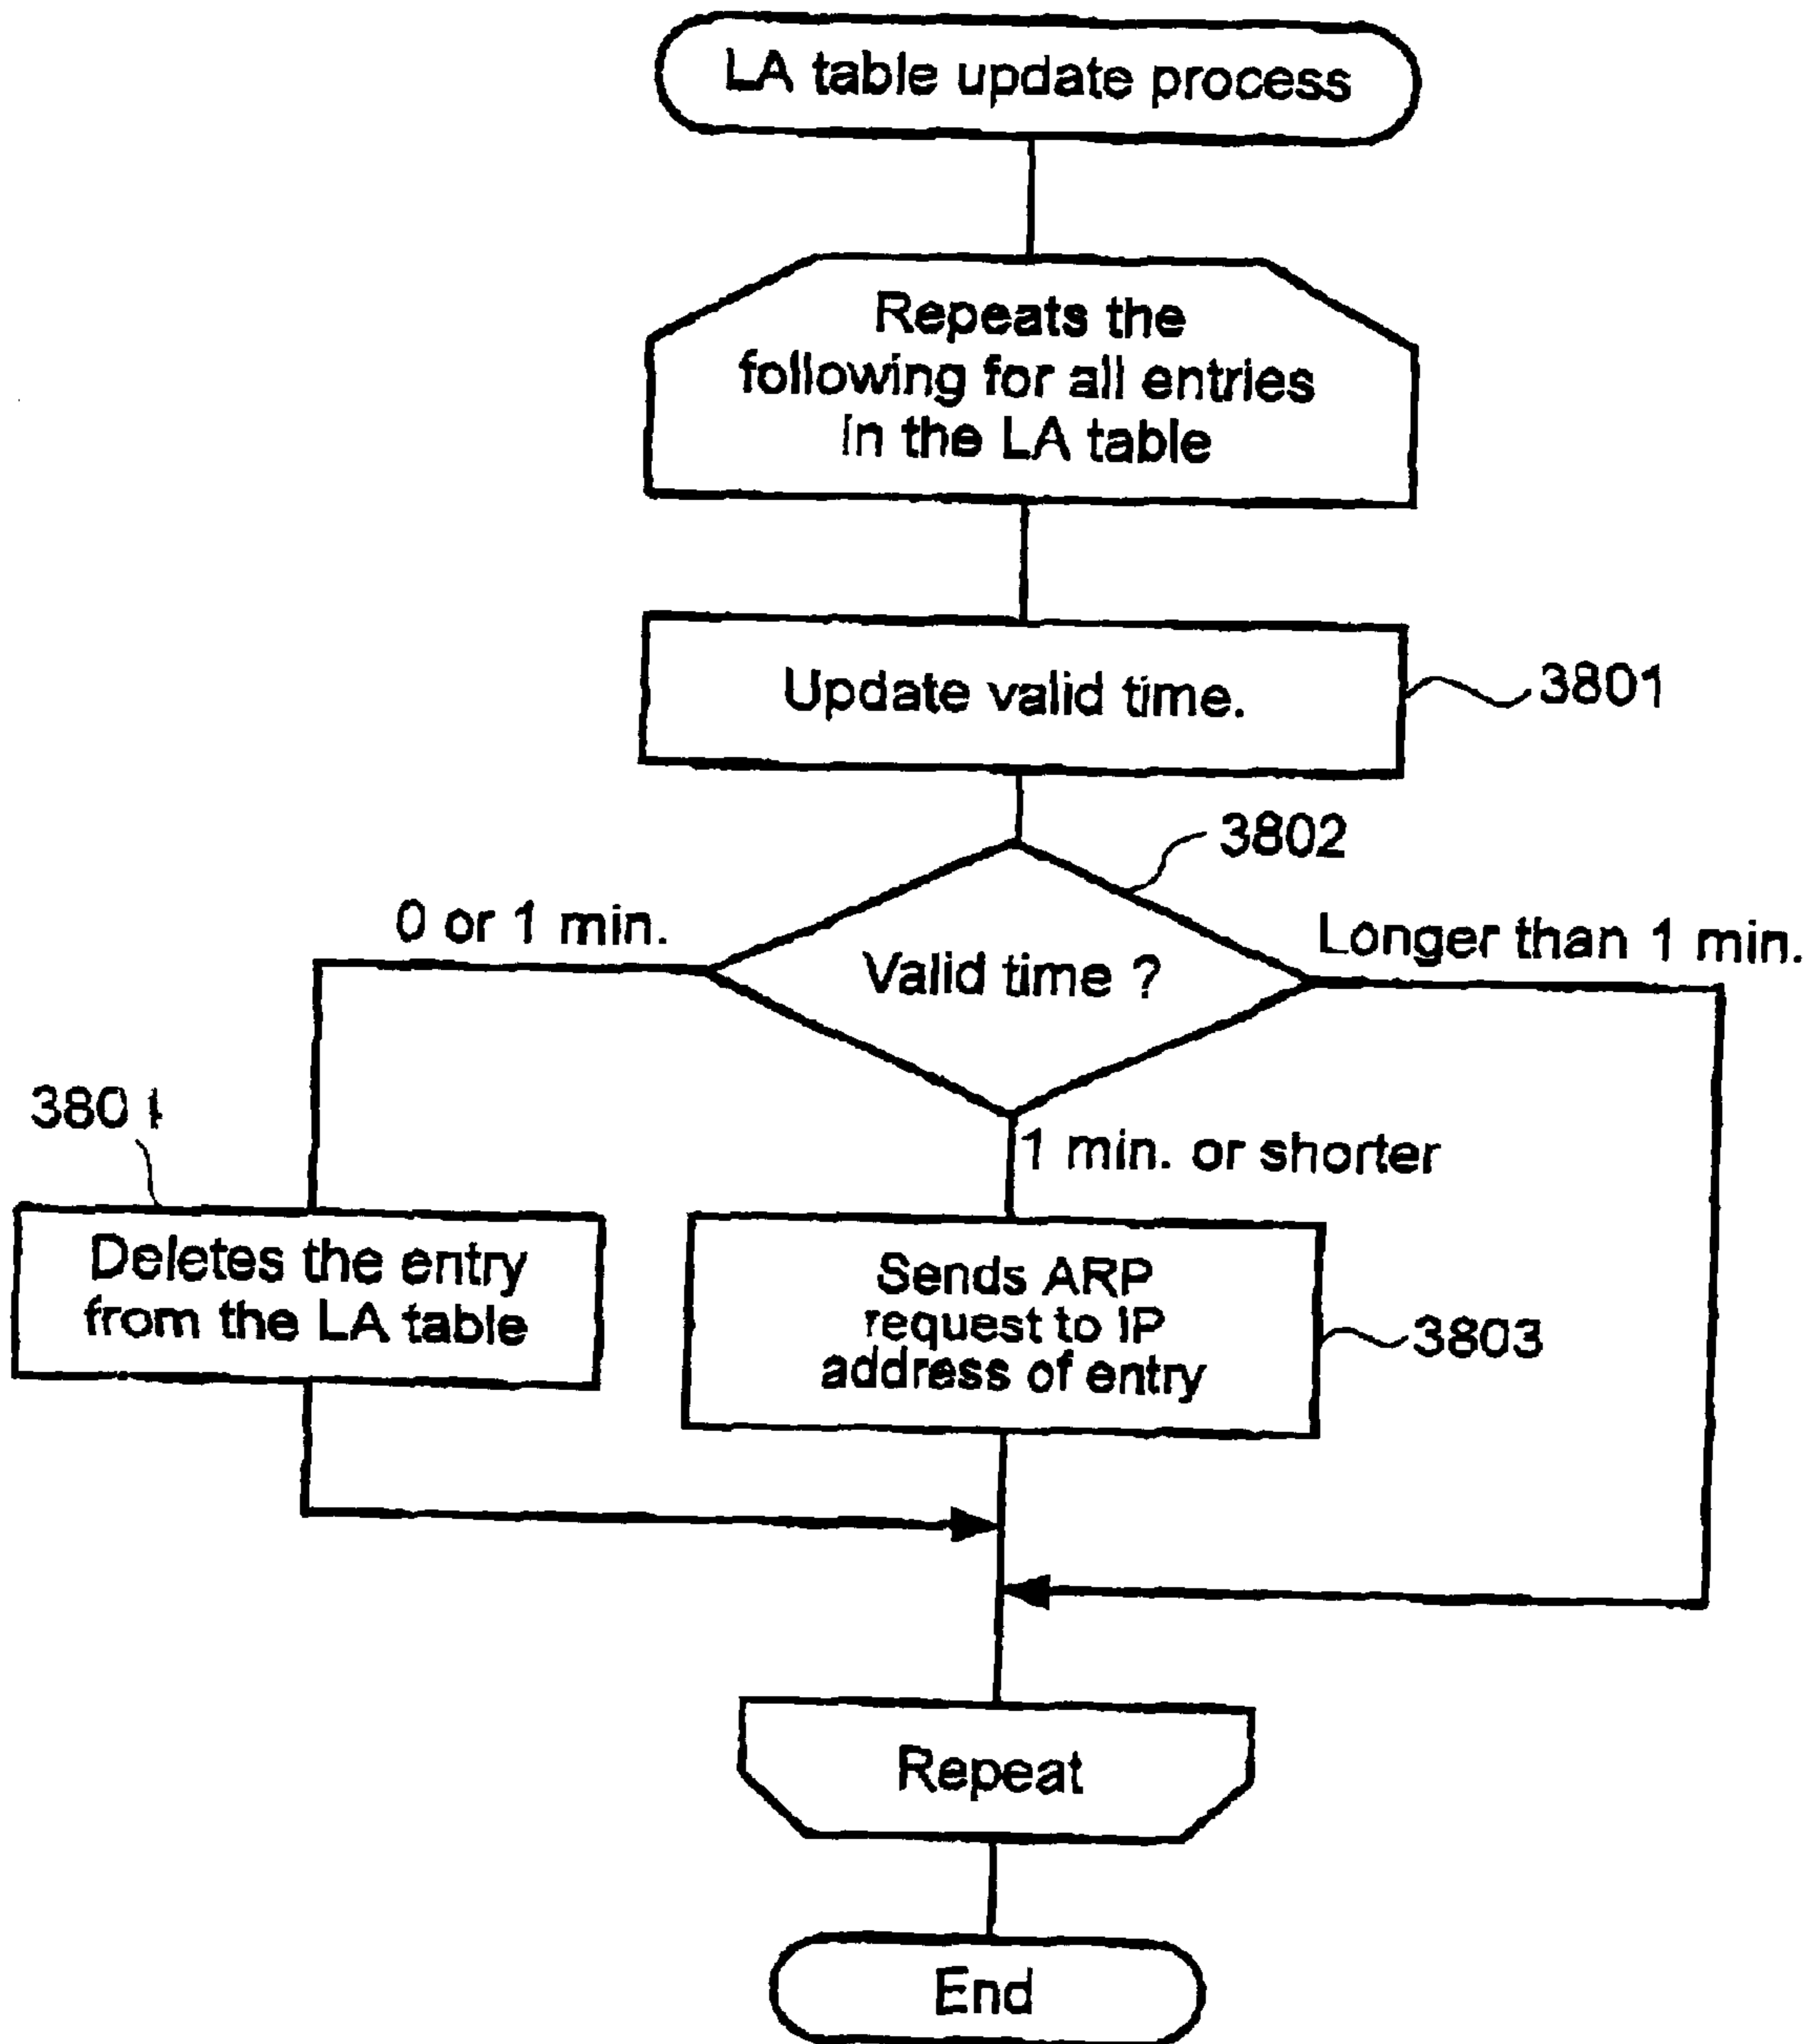 LA table update process
Repeats the
following for all entries
in the LA table
Update valid time.
3801
3802
0 or 1 min.
Valid time ?
Longer than 1 min.
1 min. or shorter
3801
Deletes the entry
from the LA table
Sends ARP
request to IP
address of entry
3803
Repeat
End